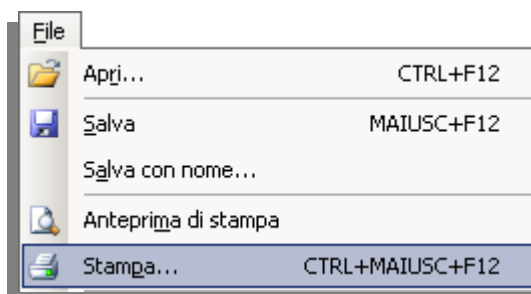 File
Apri... CTRL+F12
Salva MAIUSC+F12
Salva con nome...
Anteprima di stampa
Stampa... CTRL+MAIUSC+F12